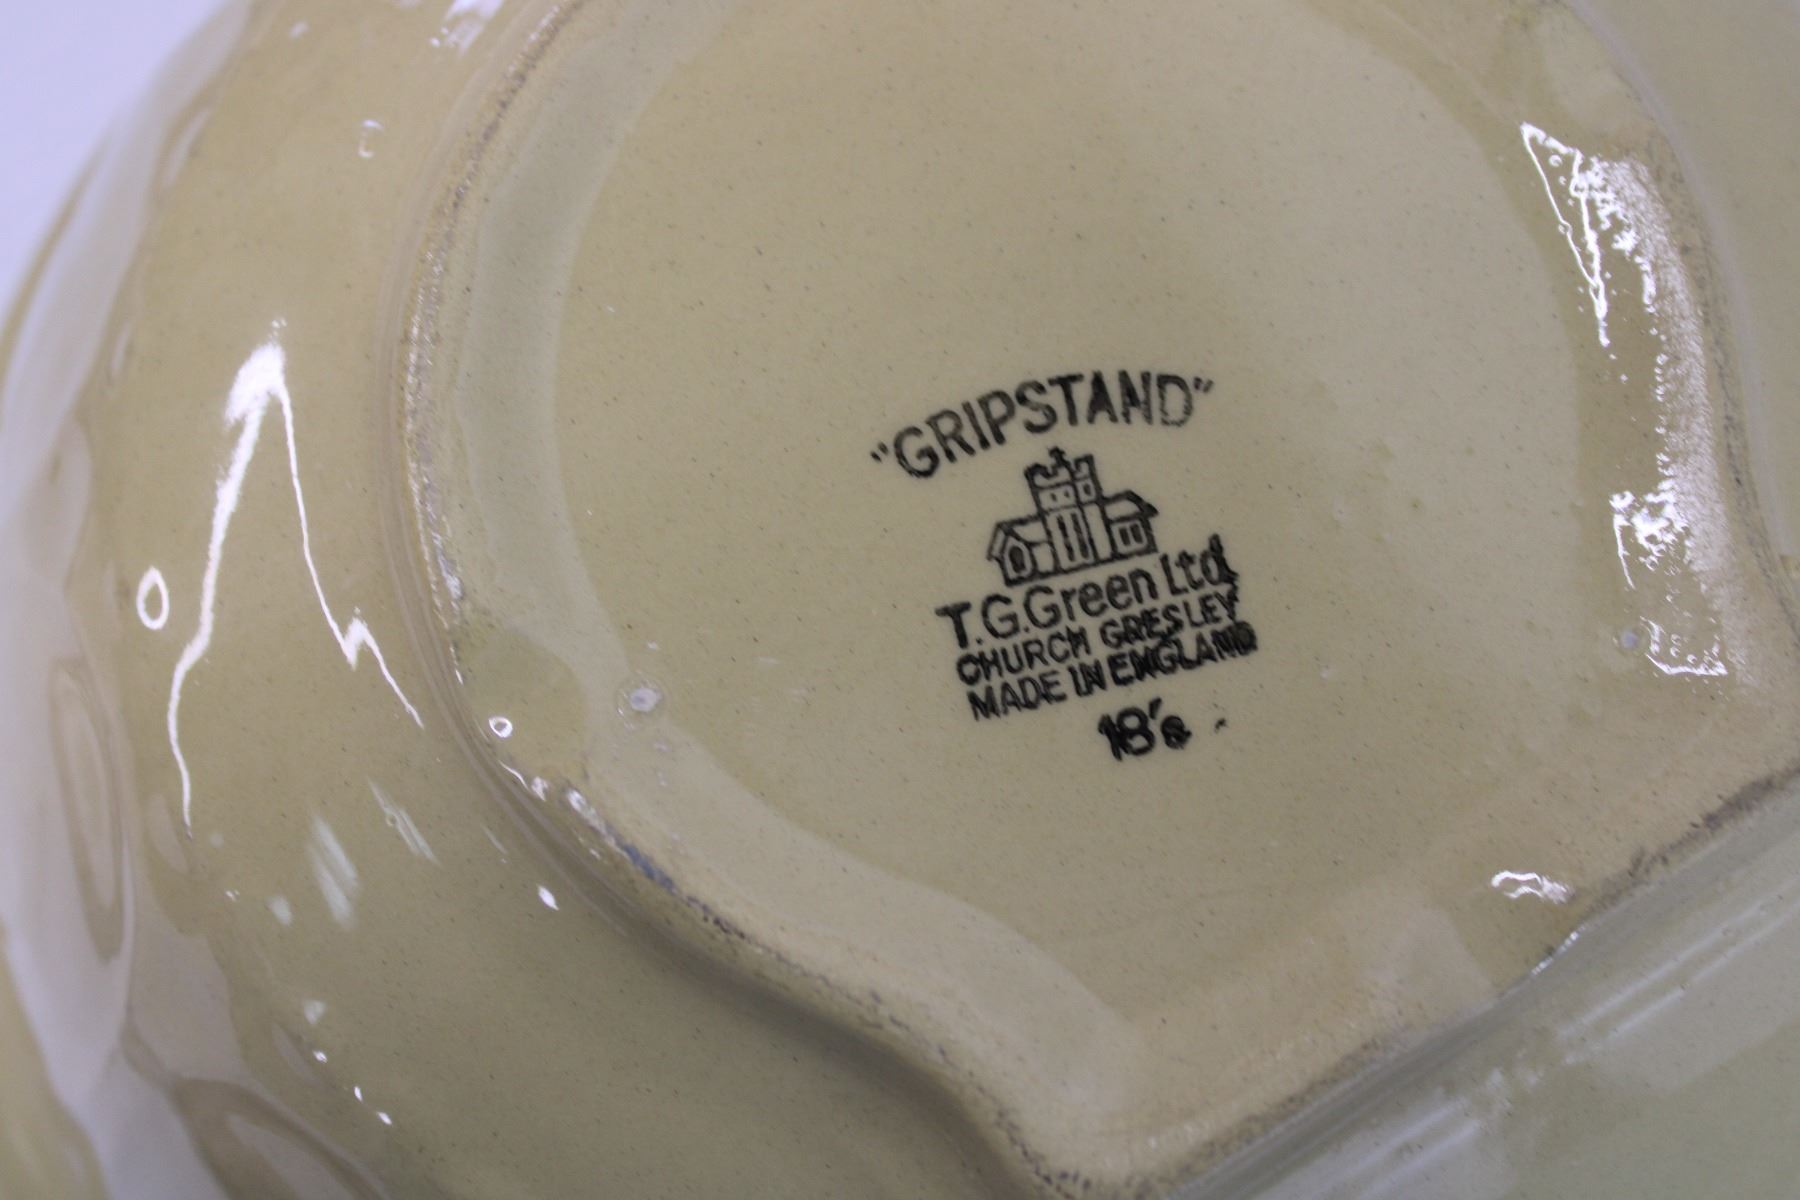 "GRIPSTAND"
T.G.Green Ltd
CHURCH GRESLEY
MADE IN ENGLAND
18's